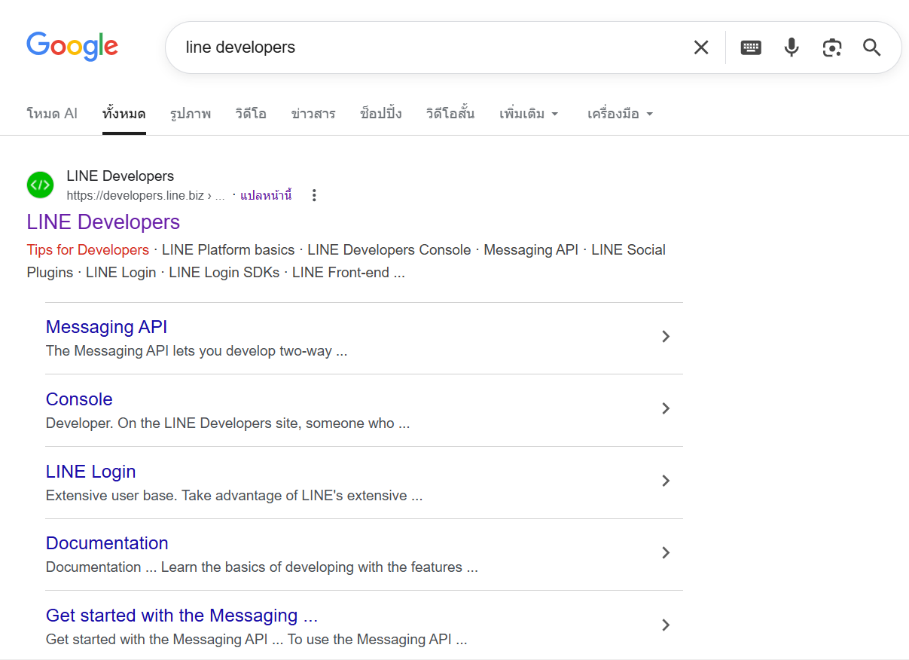 Google
line developers
โหมด AI ทั้งหมด รูปภาพ วิดีโอ ข่าวสาร ช็อปปิ้ง วิดีโอสั้น เพิ่มเติม เครื่องมือ
LINE Developers
https://developers.line.biz › ... · แปลหน้านี้
LINE Developers
Tips for Developers · LINE Platform basics · LINE Developers Console · Messaging API · LINE Social
Plugins · LINE Login · LINE Login SDKs · LINE Front-end ...
Messaging API
The Messaging API lets you develop two-way ...
Console
Developer. On the LINE Developers site, someone who ...
LINE Login
Extensive user base. Take advantage of LINE's extensive ...
Documentation
Documentation ... Learn the basics of developing with the features ...
Get started with the Messaging ...
Get started with the Messaging API ... To use the Messaging API ...